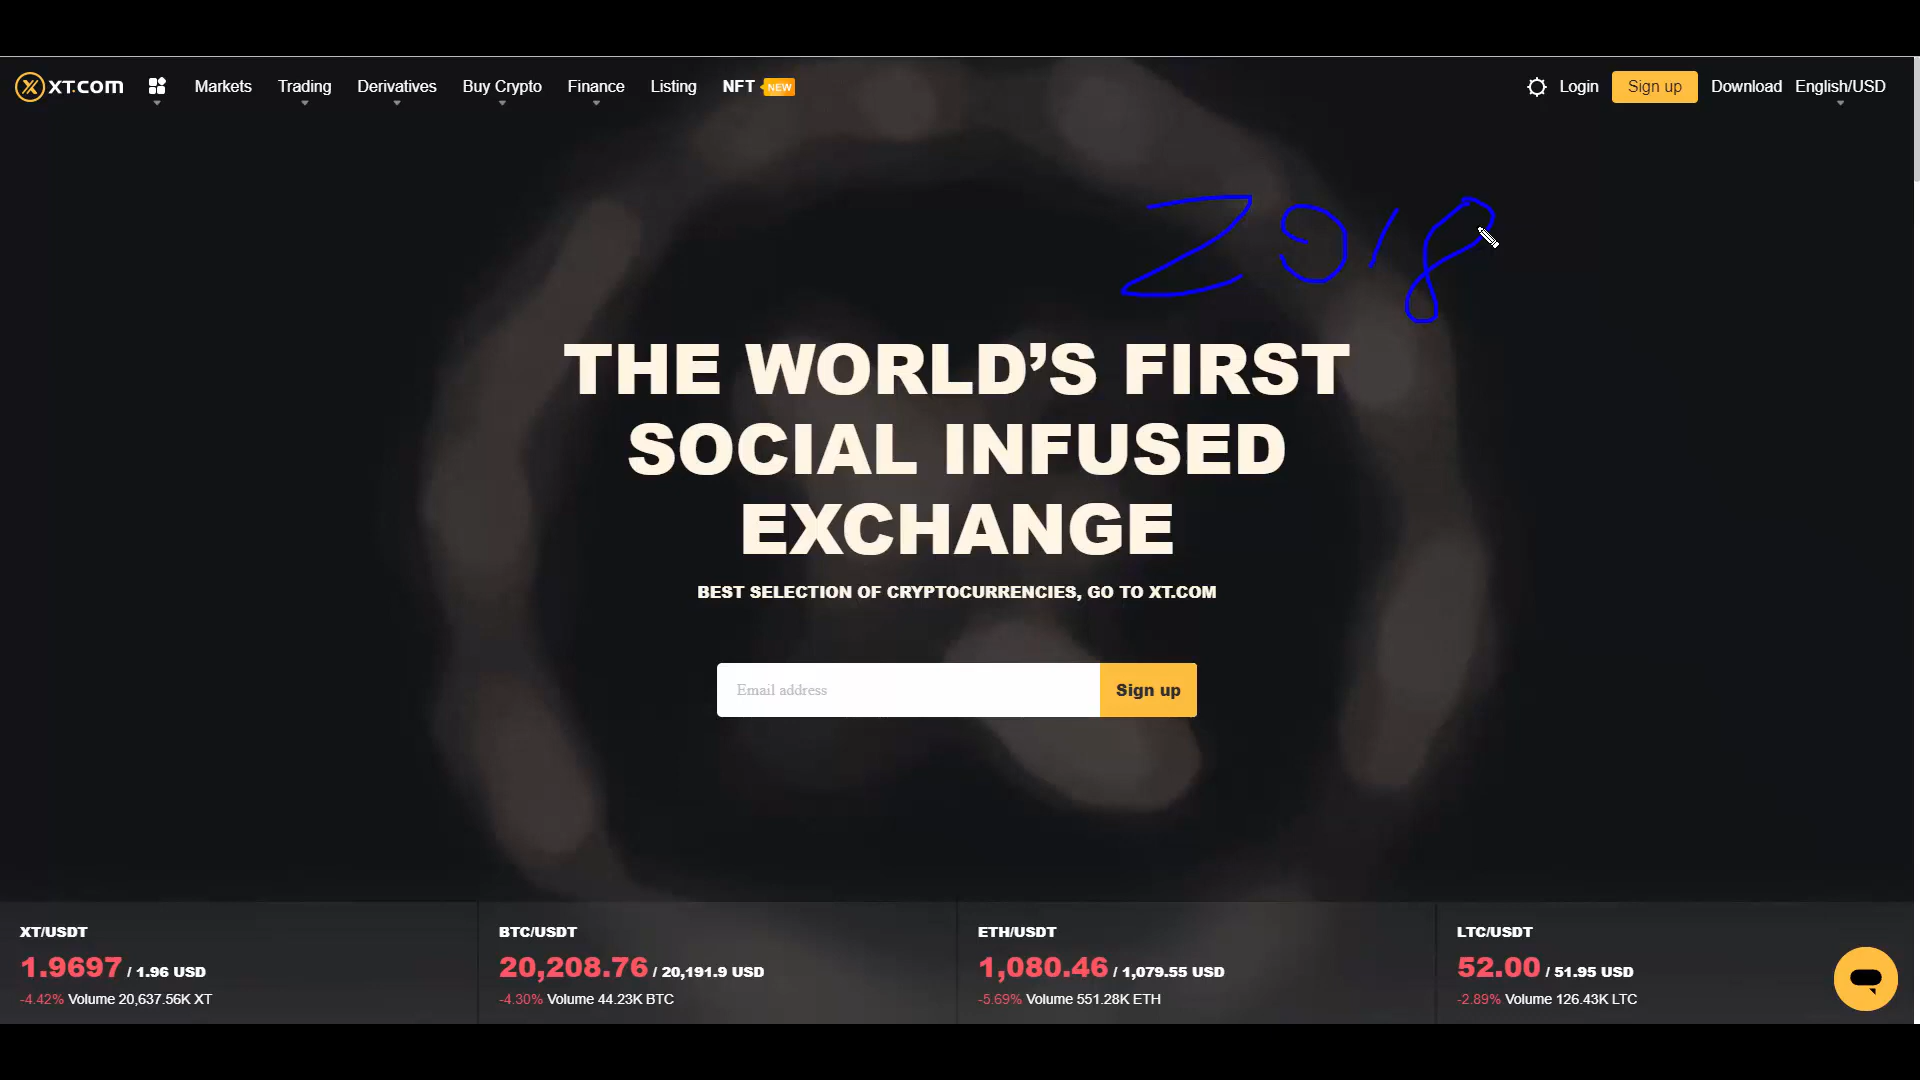 XT.COM Markets Trading Derivatives Buy Crypto Finance Listing NFT NEW Login Sign up Download English/USD
2018
THE WORLD’S FIRST
SOCIAL INFUSED
EXCHANGE
BEST SELECTION OF CRYPTOCURRENCIES, GO TO XT.COM
Email address Sign up
XT/USDT BTC/USDT ETH/USDT LTC/USDT
1.9697 / 1.96 USD 20,208.76 / 20,191.9 USD 1,080.46 / 1,079.55 USD 52.00 / 51.95 USD
-4.42% Volume 20,637.56K XT -4.30% Volume 44.23K BTC -5.69% Volume 551.28K ETH -2.89% Volume 126.43K LTC